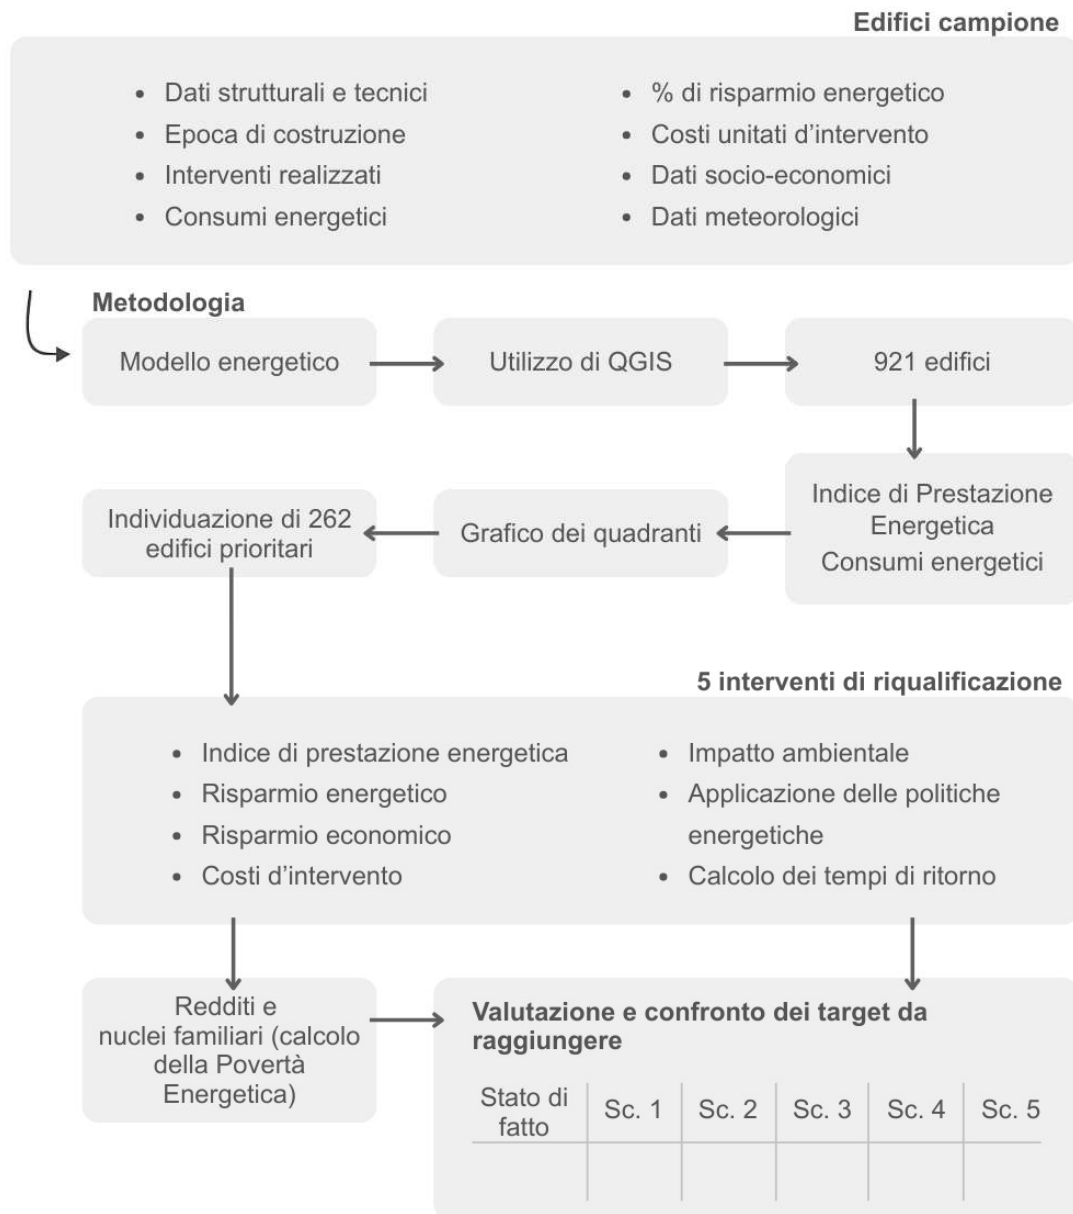 Edifici campione
• Dati strutturali e tecnici
• Epoca di costruzione
• Interventi realizzati
• Consumi energetici
• % di risparmio energetico
• Costi unitati d'intervento
• Dati socio-economici
• Dati meteorologici
Metodologia
Modello energetico
Utilizzo di QGIS
921 edifici
Indice di Prestazione
Energetica
Consumi energetici
Grafico dei quadranti
Individuazione di 262
edifici prioritari
5 interventi di riqualificazione
• Indice di prestazione energetica
• Risparmio energetico
• Risparmio economico
• Costi d'intervento
• Impatto ambientale
• Applicazione delle politiche
energetiche
• Calcolo dei tempi di ritorno
Redditi e
nuclei familiari (calcolo
della Povertà
Energetica)
Valutazione e confronto dei target da
raggiungere
Stato di
fatto
Sc. 1
Sc. 2
Sc. 3
Sc. 4
Sc. 5